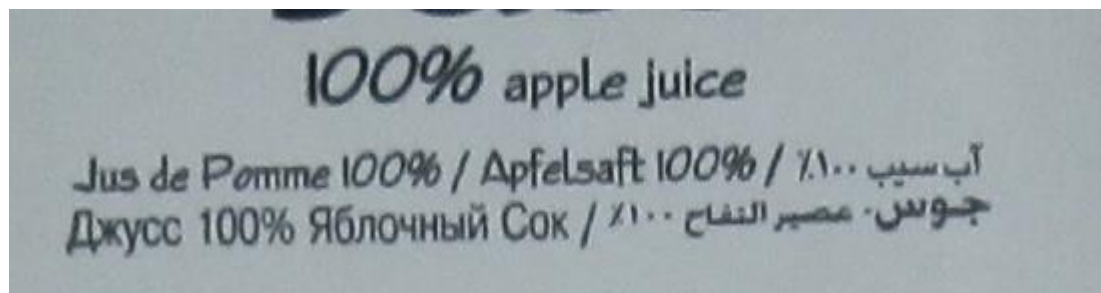 100% apple juice
Jus de Pomme 100% / Apfelsaft 100% / آب سيب ١٠٠٪
Джусс 100% Яблочный Сок / جوس. عصير التفاح ١٠٠٪